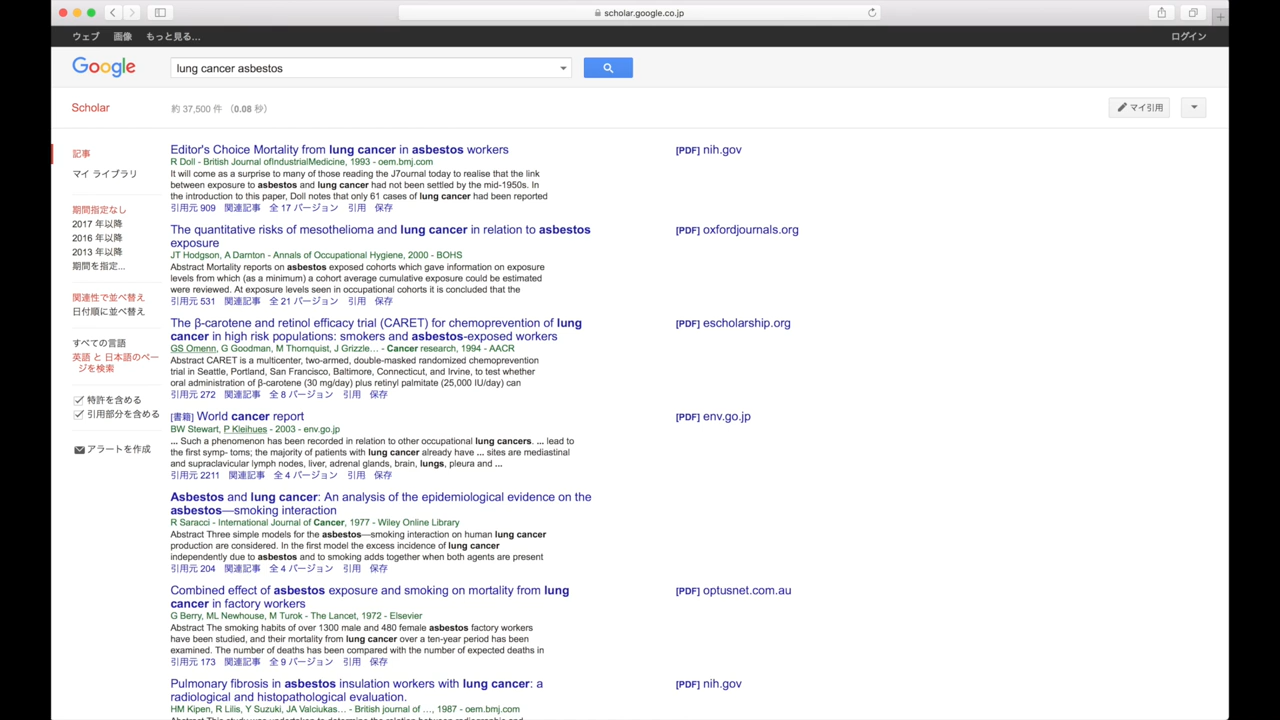 scholar.google.co.jp
ウェブ 画像 もっと見る… ログイン
Google
lung cancer asbestos
Scholar
約 37,500 件 （0.08 秒）
マイ引用
記事
マイ ライブラリ
期間指定なし
2017 年以降
2016 年以降
2013 年以降
期間を指定...
関連性で並べ替え
日付順に並べ替え
すべての言語
英語 と 日本語のペー
ジを検索
特許を含める
引用部分を含める
アラートを作成
Editor's Choice Mortality from lung cancer in asbestos workers
[PDF] nih.gov
R Doll - British Journal ofIndustrialMedicine, 1993 - oem.bmj.com
It will come as a surprise to many of those reading the J7ournal today to realise that the link
between exposure to asbestos and lung cancer had not been settled by the mid-1950s. In
the introduction to this paper, Doll notes that only 61 cases of lung cancer had been reported
引用元 909 関連記事 全 17 バージョン 引用 保存
The quantitative risks of mesothelioma and lung cancer in relation to asbestos
exposure
[PDF] oxfordjournals.org
JT Hodgson, A Darnton - Annals of Occupational Hygiene, 2000 - BOHS
Abstract Mortality reports on asbestos exposed cohorts which gave information on exposure
levels from which (as a minimum) a cohort average cumulative exposure could be estimated
were reviewed. At exposure levels seen in occupational cohorts it is concluded that the
引用元 531 関連記事 全 21 バージョン 引用 保存
The β-carotene and retinol efficacy trial (CARET) for chemoprevention of lung
cancer in high risk populations: smokers and asbestos-exposed workers
[PDF] escholarship.org
GS Omenn, G Goodman, M Thornquist, J Grizzle… - Cancer research, 1994 - AACR
Abstract CARET is a multicenter, two-armed, double-masked randomized chemoprevention
trial in Seattle, Portland, San Francisco, Baltimore, Connecticut, and Irvine, to test whether
oral administration of β-carotene (30 mg/day) plus retinyl palmitate (25,000 IU/day) can
引用元 272 関連記事 全 8 バージョン 引用 保存
[書籍] World cancer report
[PDF] env.go.jp
BW Stewart, P Kleihues - 2003 - env.go.jp
... Such a phenomenon has been recorded in relation to other occupational lung cancers. ... lead to
the first symp- toms; the majority of patients with lung cancer already have ... sites are mediastinal
and supraclavicular lymph nodes, liver, adrenal glands, brain, lungs, pleura and ...
引用元 2211 関連記事 全 4 バージョン 引用 保存
Asbestos and lung cancer: An analysis of the epidemiological evidence on the
asbestos—smoking interaction
R Saracci - International Journal of Cancer, 1977 - Wiley Online Library
Abstract Three simple models for the asbestos—smoking interaction on human lung cancer
production are considered. In the first model the excess incidence of lung cancer
independently due to asbestos and to smoking adds together when both agents are present
引用元 204 関連記事 全 4 バージョン 引用 保存
Combined effect of asbestos exposure and smoking on mortality from lung
cancer in factory workers
[PDF] optusnet.com.au
G Berry, ML Newhouse, M Turok - The Lancet, 1972 - Elsevier
Abstract The smoking habits of over 1300 male and 480 female asbestos factory workers
have been studied, and their mortality from lung cancer over a ten-year period has been
examined. The number of deaths has been compared with the number of expected deaths in
引用元 173 関連記事 全 9 バージョン 引用 保存
Pulmonary fibrosis in asbestos insulation workers with lung cancer: a
radiological and histopathological evaluation.
[PDF] nih.gov
HM Kipen, R Lilis, Y Suzuki, JA Valciukas… - British journal of …, 1987 - oem.bmj.com